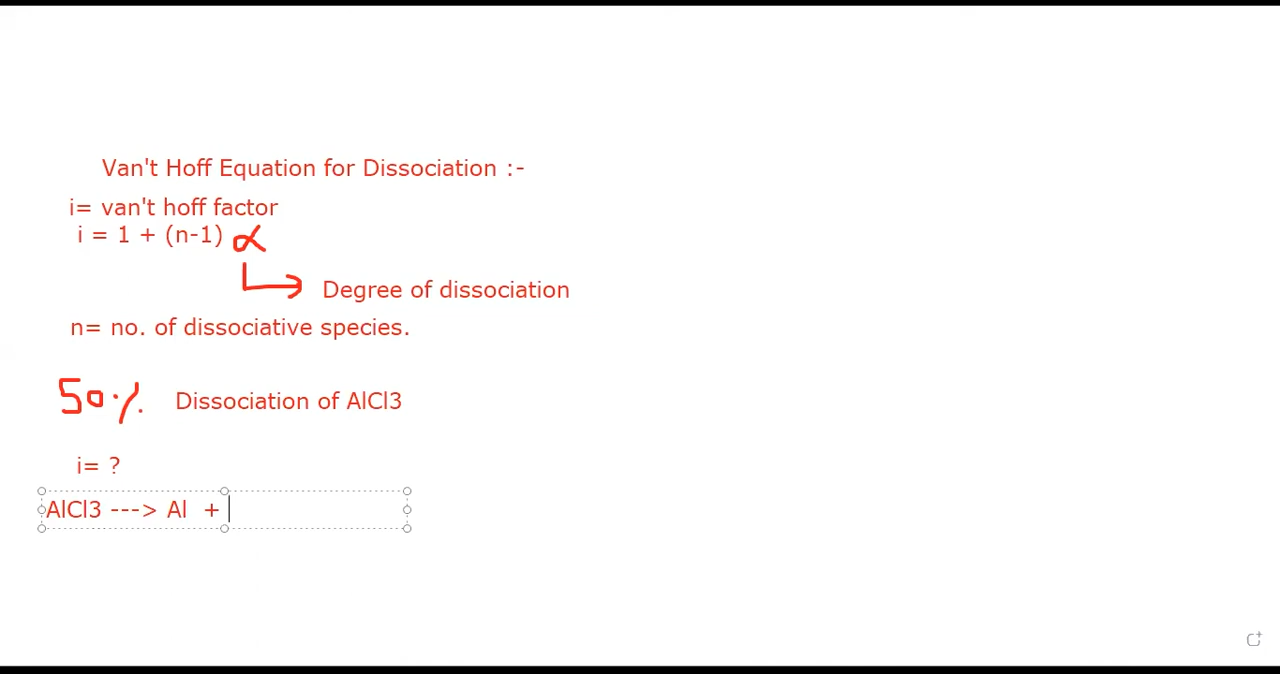 Van't Hoff Equation for Dissociation :-
i= van't hoff factor
i = 1 + (n-1) α
Degree of dissociation
n= no. of dissociative species.
50% Dissociation of AlCl3
i= ?
AlCl3 ---> Al +